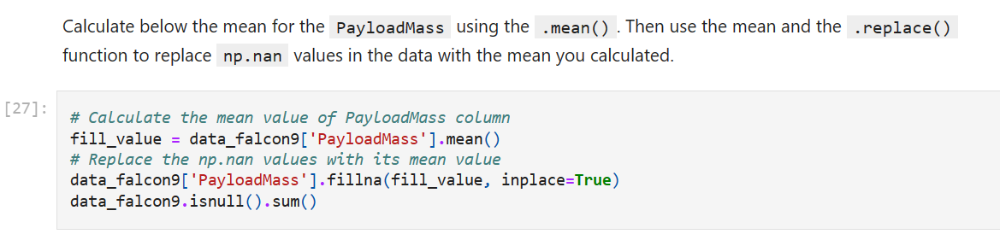 Calculate below the mean for the PayloadMass using the .mean() . Then use the mean and the .replace()
function to replace np.nan values in the data with the mean you calculated.
[27]:
# Calculate the mean value of PayloadMass column
fill_value = data_falcon9['PayloadMass'].mean()
# Replace the np.nan values with its mean value
data_falcon9['PayloadMass'].fillna(fill_value, inplace=True)
data_falcon9.isnull().sum()